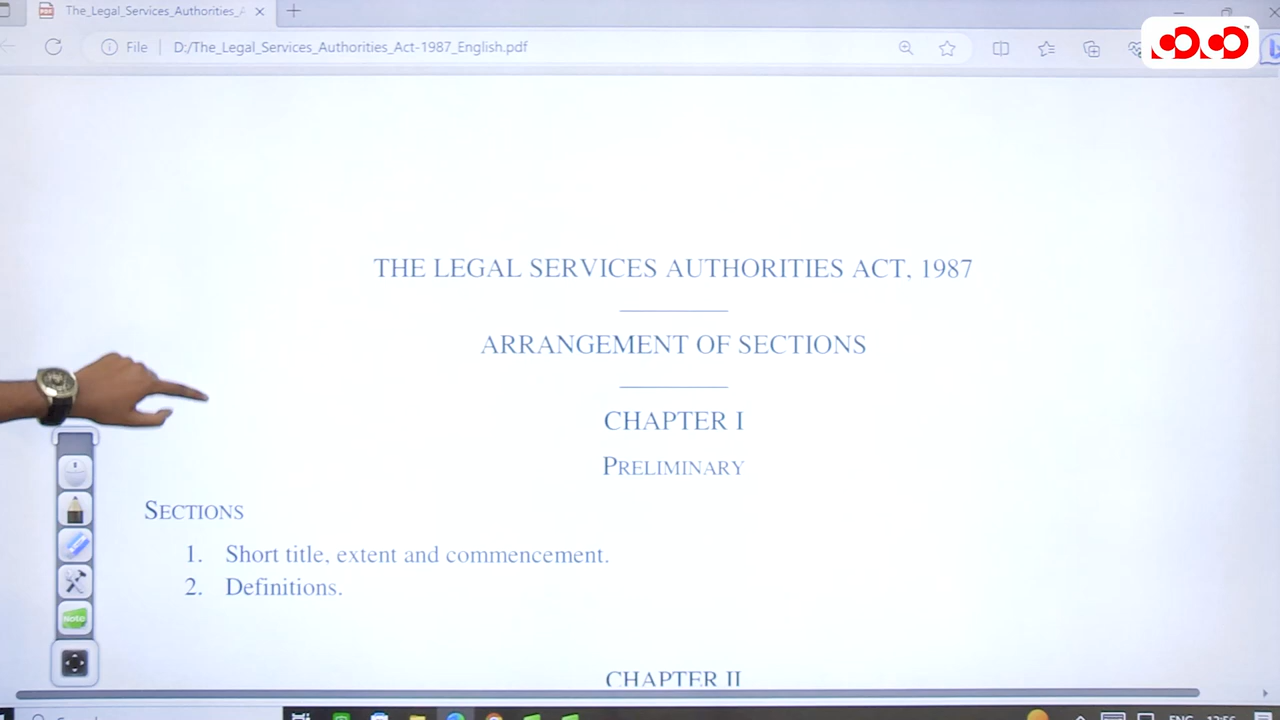 The_Legal_Services_Authorities_A
File
D:/The_Legal_Services_Authorities_Act-1987_English.pdf
THE LEGAL SERVICES AUTHORITIES ACT, 1987
ARRANGEMENT OF SECTIONS
CHAPTER I
PRELIMINARY
SECTIONS
1. Short title, extent and commencement.
2. Definitions.
Note
CHAPTER II